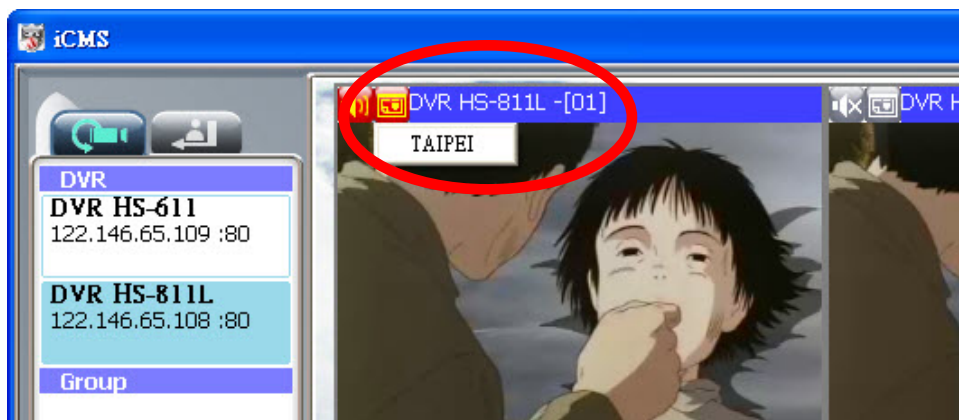 iCMS
DVR HS-811L -[01]
DVR H
TAIPEI
DVR
DVR HS-611
122.146.65.109 :80
DVR HS-811L
122.146.65.108 :80
Group